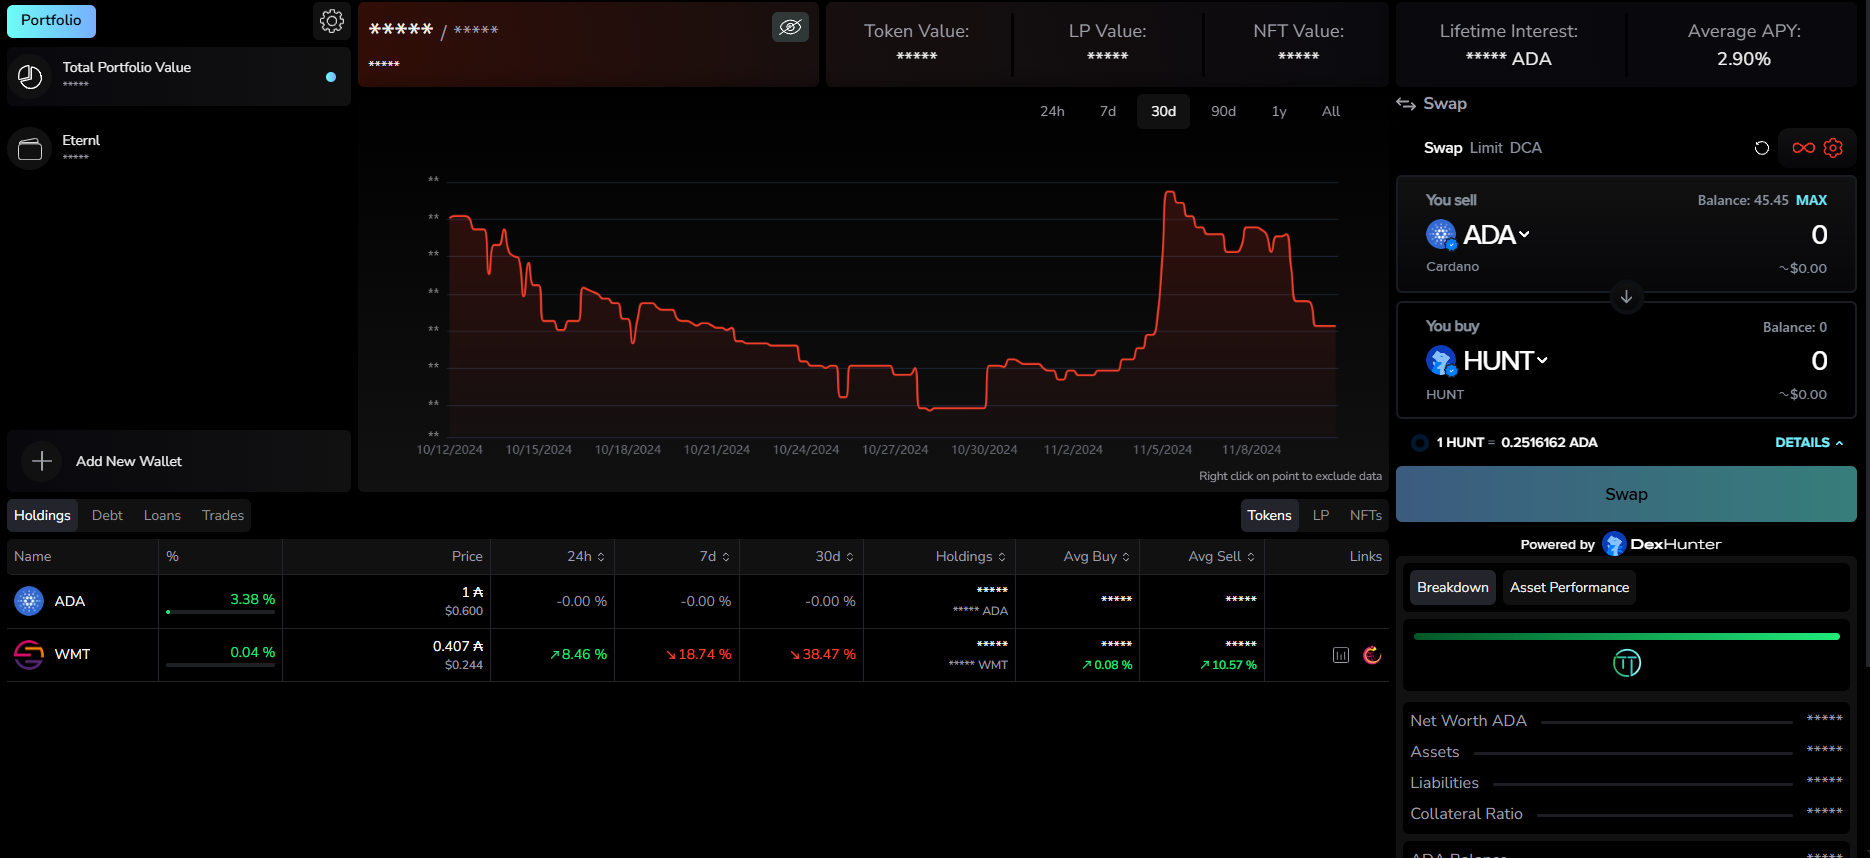 Portfolio
Total Portfolio Value
*****
Eternl
*****
Add New Wallet
***** / *****
*****
Token Value:
*****
LP Value:
*****
NFT Value:
*****
Lifetime Interest:
***** ADA
Average APY:
2.90%
24h 7d 30d 90d 1y All
**
**
**
**
**
**
**
**
10/12/2024 10/15/2024 10/18/2024 10/21/2024 10/24/2024 10/27/2024 10/30/2024 11/2/2024 11/5/2024 11/8/2024
Right click on point to exclude data
Holdings Debt Loans Trades
Tokens LP NFTs
Name % Price 24h 7d 30d Holdings Avg Buy Avg Sell Links
ADA 3.38 % 1 ₳ -0.00 % -0.00 % -0.00 % ***** ***** *****
$0.600 ***** ADA
WMT 0.04 % 0.407 ₳ 8.46 % 18.74 % 38.47 % ***** ***** *****
$0.244 ***** WMT 0.08 % 10.57 %
Swap
Swap Limit DCA
You sell Balance: 45.45 MAX
ADA 0
Cardano ~$0.00
You buy Balance: 0
HUNT 0
HUNT ~$0.00
1 HUNT = 0.2516162 ADA DETAILS
Swap
Powered by DexHunter
Breakdown Asset Performance
Net Worth ADA *****
Assets *****
Liabilities *****
Collateral Ratio *****
ADA Balance *****